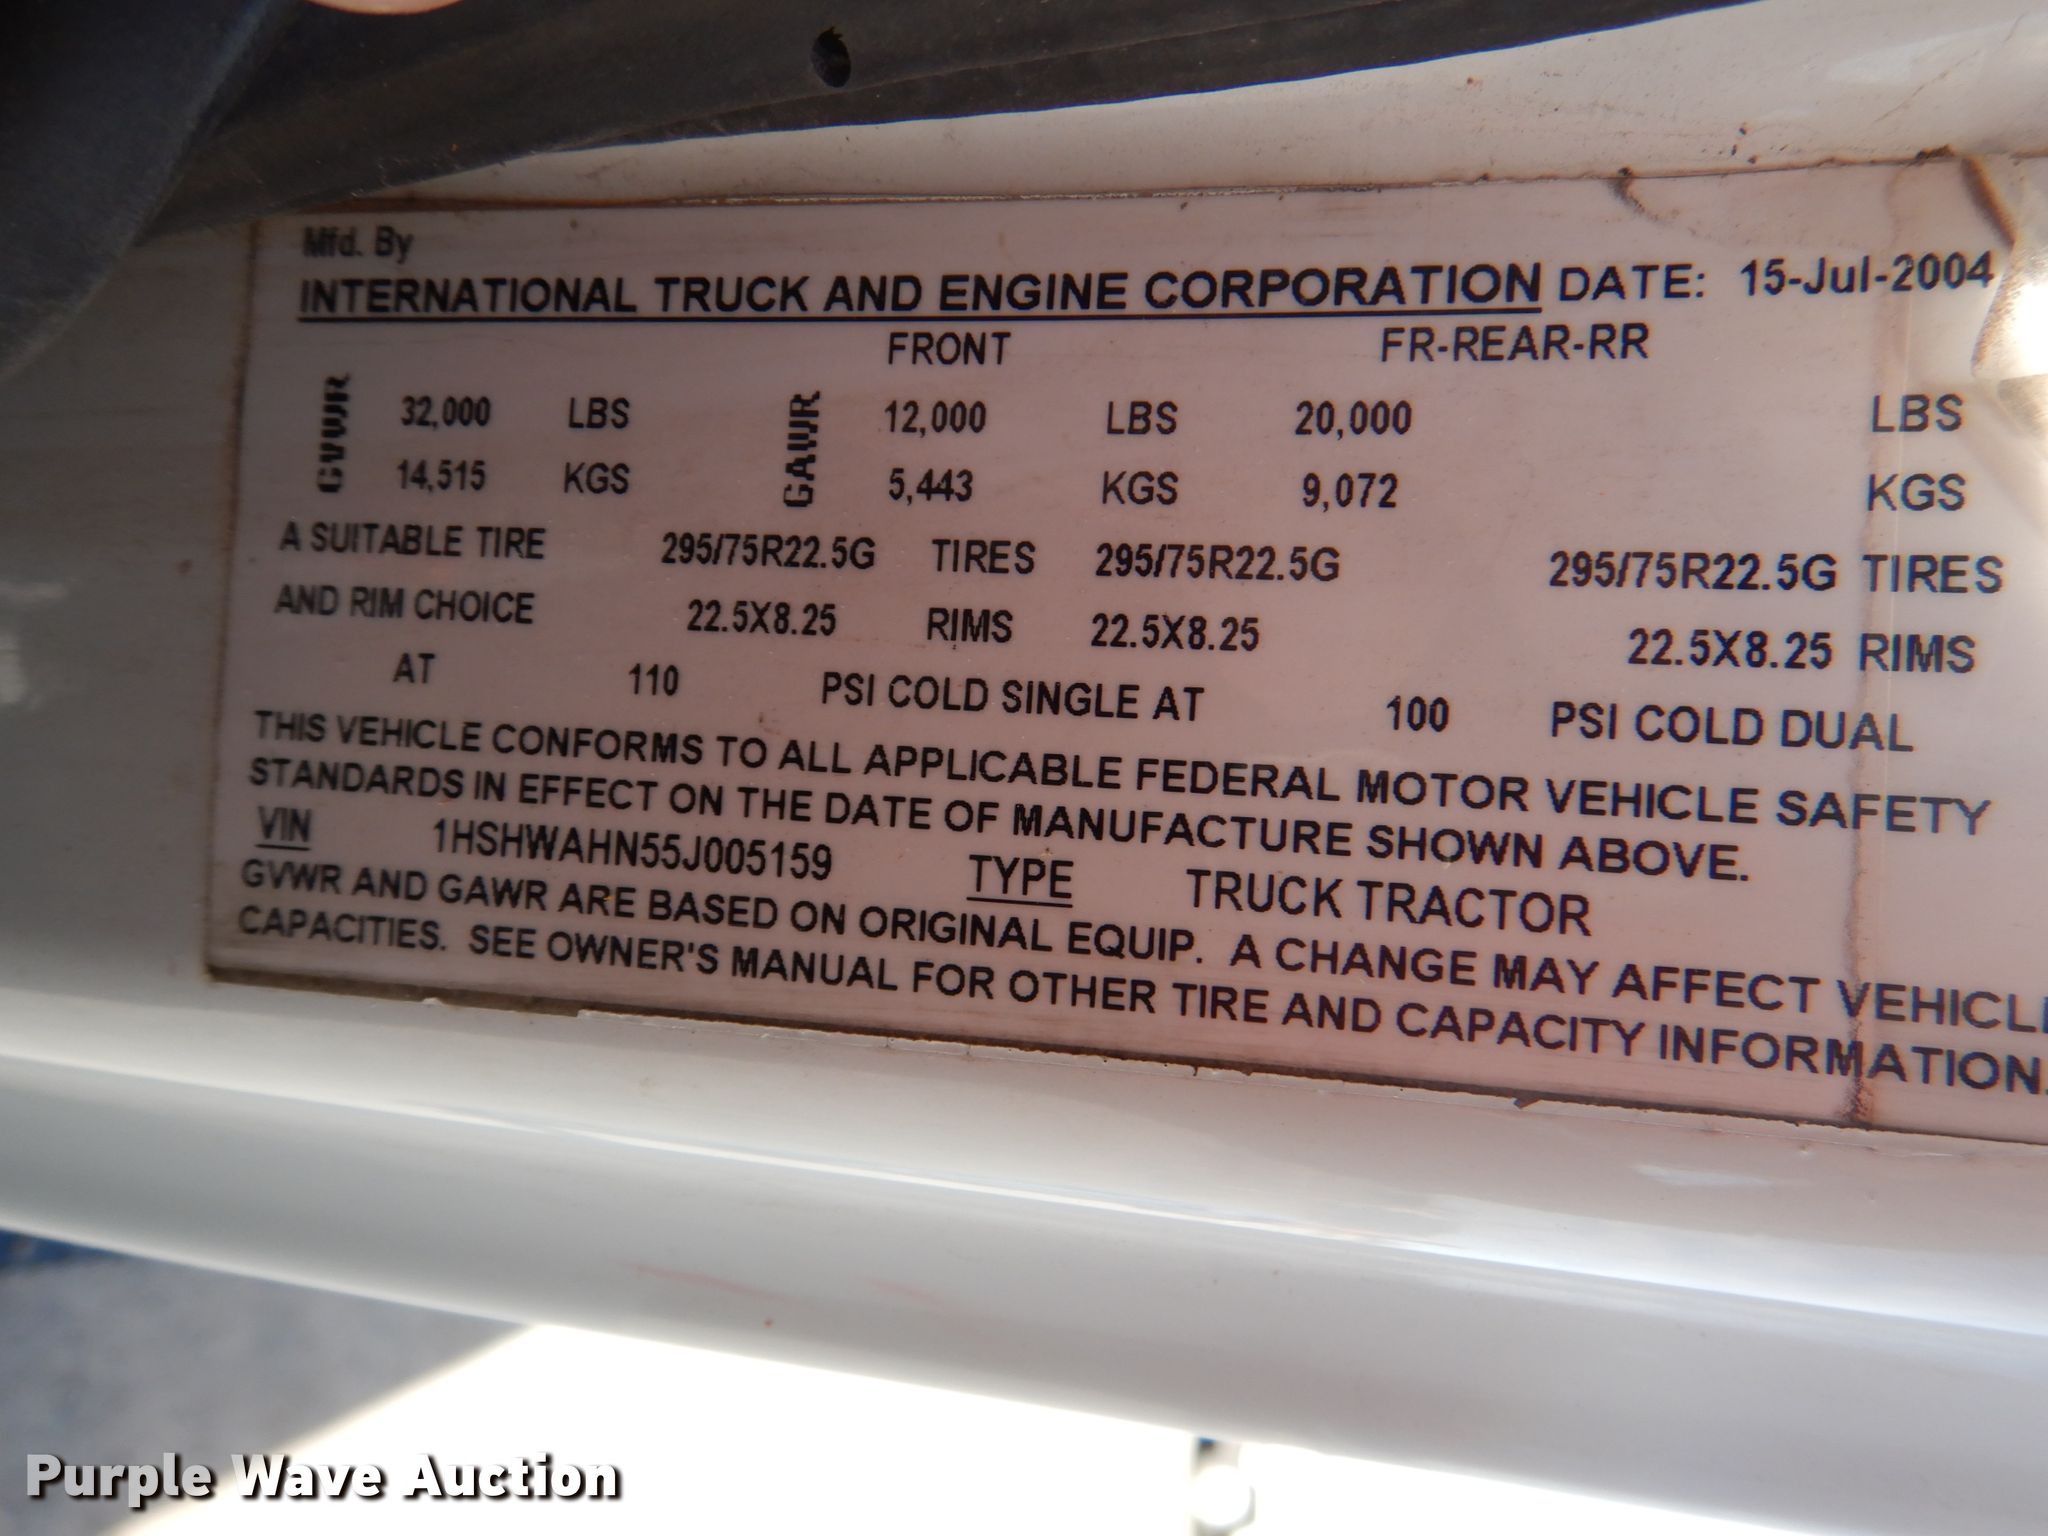 Mfd. By
INTERNATIONAL TRUCK AND ENGINE CORPORATION DATE: 15-Jul-2004
FRONT FR-REAR-RR
GVWR 32,000 LBS GAWR 12,000 LBS 20,000 LBS
14,515 KGS 5,443 KGS 9,072 KGS
A SUITABLE TIRE 295/75R22.5G TIRES 295/75R22.5G 295/75R22.5G TIRES
AND RIM CHOICE 22.5X8.25 RIMS 22.5X8.25 22.5X8.25 RIMS
AT 110 PSI COLD SINGLE AT 100 PSI COLD DUAL
THIS VEHICLE CONFORMS TO ALL APPLICABLE FEDERAL MOTOR VEHICLE SAFETY
STANDARDS IN EFFECT ON THE DATE OF MANUFACTURE SHOWN ABOVE.
VIN 1HSHWAHN55J005159 TYPE TRUCK TRACTOR
GVWR AND GAWR ARE BASED ON ORIGINAL EQUIP. A CHANGE MAY AFFECT VEHICLE
CAPACITIES. SEE OWNER'S MANUAL FOR OTHER TIRE AND CAPACITY INFORMATION.
Purple Wave Auction